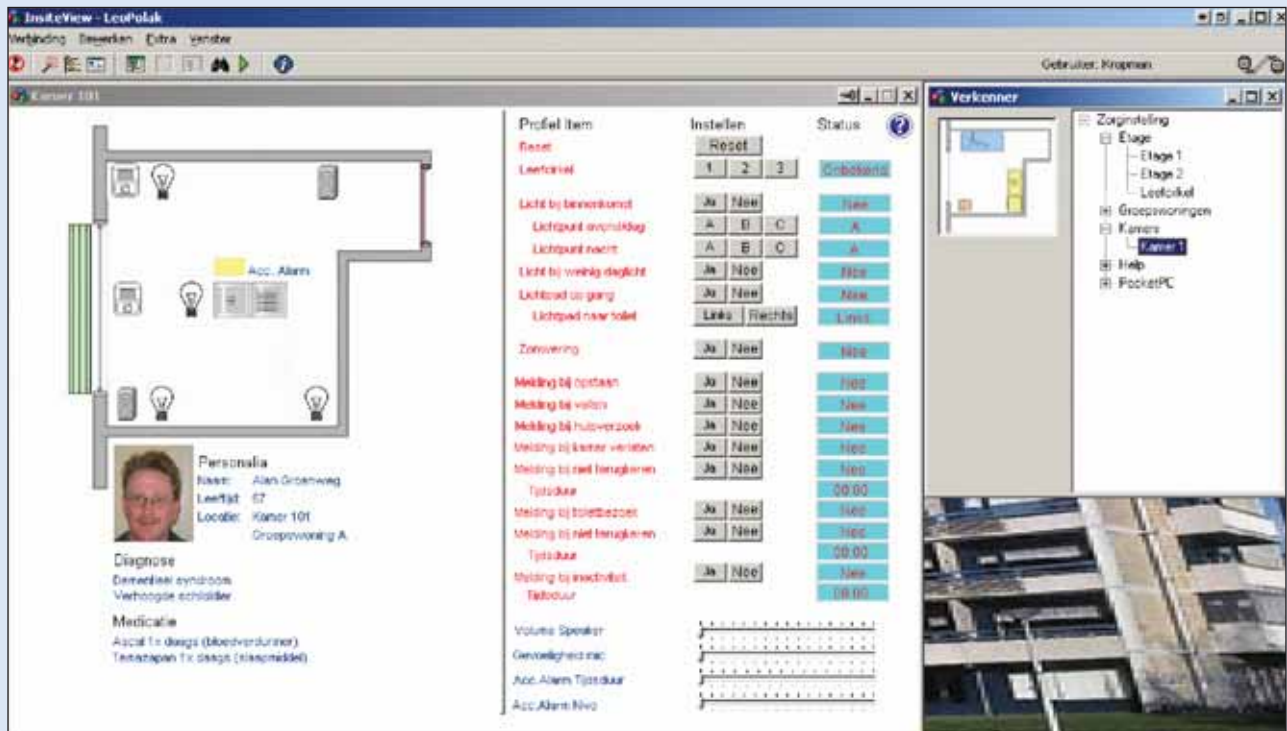 InsiteView - LeoPolak
Verbinding Bewerken Extra Venster
Gebruiker: Kropman
Kamer 101
Profiel Item Instellen Status
Reset Reset
Leefcirkel 1 2 3 Onbekend
Licht bij binnenkomst Ja Nee Nee
Lichtpunt avond/dag A B C A
Lichtpunt nacht A B C A
Licht bij weinig daglicht Ja Nee Nee
Lichtpad op gang Ja Nee Nee
Lichtpad naar toilet Links Rechts Links
Zonwering Ja Nee Nee
Melding bij opstaan Ja Nee Nee
Melding bij vallen Ja Nee Nee
Melding bij hulpverzoek Ja Nee Nee
Melding bij kamer verlaten Ja Nee Nee
Melding bij niet terugkeren Ja Nee Nee
Tijdsduur 00:00
Melding bij toiletbezoek Ja Nee Nee
Melding bij niet terugkeren Ja Nee Nee
Tijdsduur 00:00
Melding bij inactiviteit Ja Nee Nee
Tijdsduur 00:00
Volume Speaker
Gevoeligheid mic
Acc.Alarm Tijdsduur
Acc.Alarm Nivo
Acc. Alarm
Personalia
Naam: Alan Groenweg
Leeftijd: 67
Locatie: Kamer 101
Groepswoning A
Diagnose
Dementieel syndroom
Verhoogde schildklier
Medicatie
Ascal 1x daags (bloedverdunner)
Temazapan 1x daags (slaapmiddel)
Verkenner
Zorginstelling
Etage
Etage 1
Etage 2
Leefcirkel
Groepswoningen
Kamers
Kamer 1
Help
PocketPC